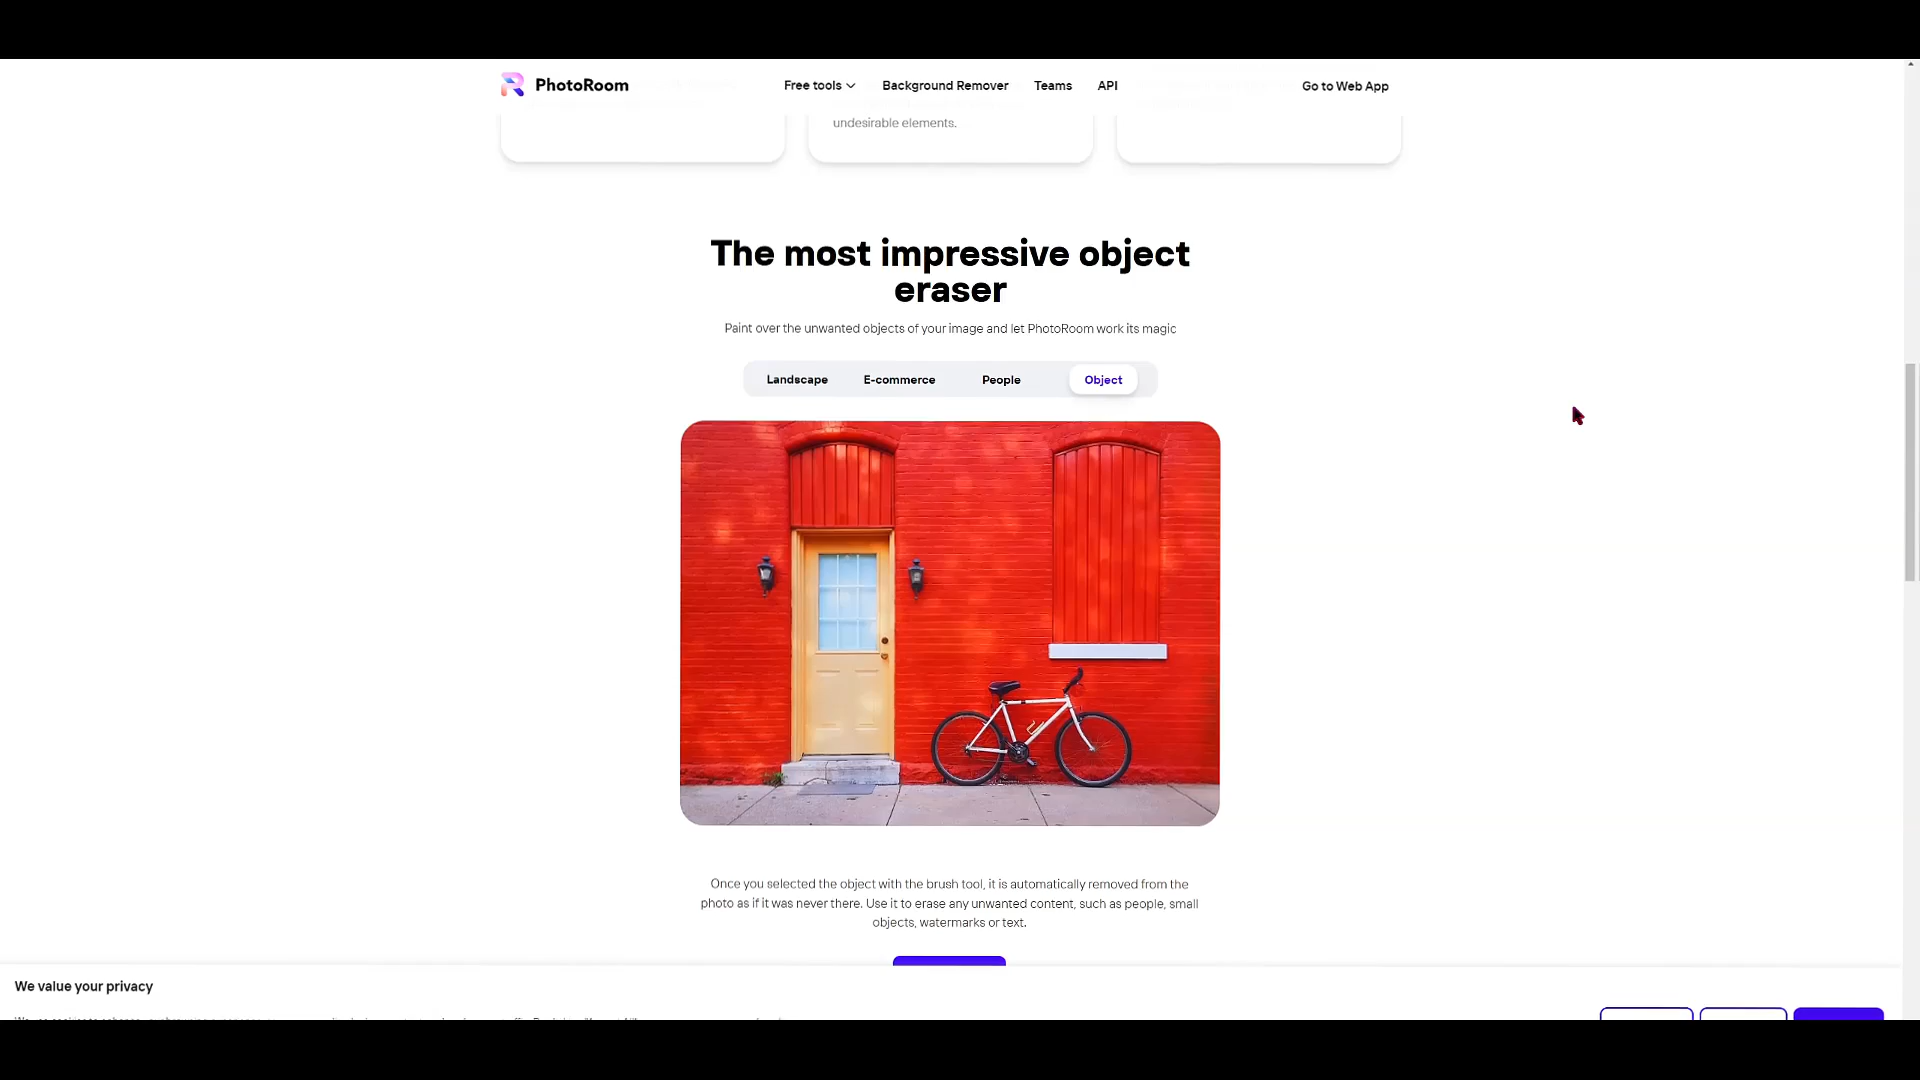 PhotoRoom
Free tools
Background Remover
Teams
API
Go to Web App
undesirable elements.
The most impressive object
eraser
Paint over the unwanted objects of your image and let PhotoRoom work its magic
Landscape
E-commerce
People
Object
Once you selected the object with the brush tool, it is automatically removed from the
photo as if it was never there. Use it to erase any unwanted content, such as people, small
objects, watermarks or text.
We value your privacy